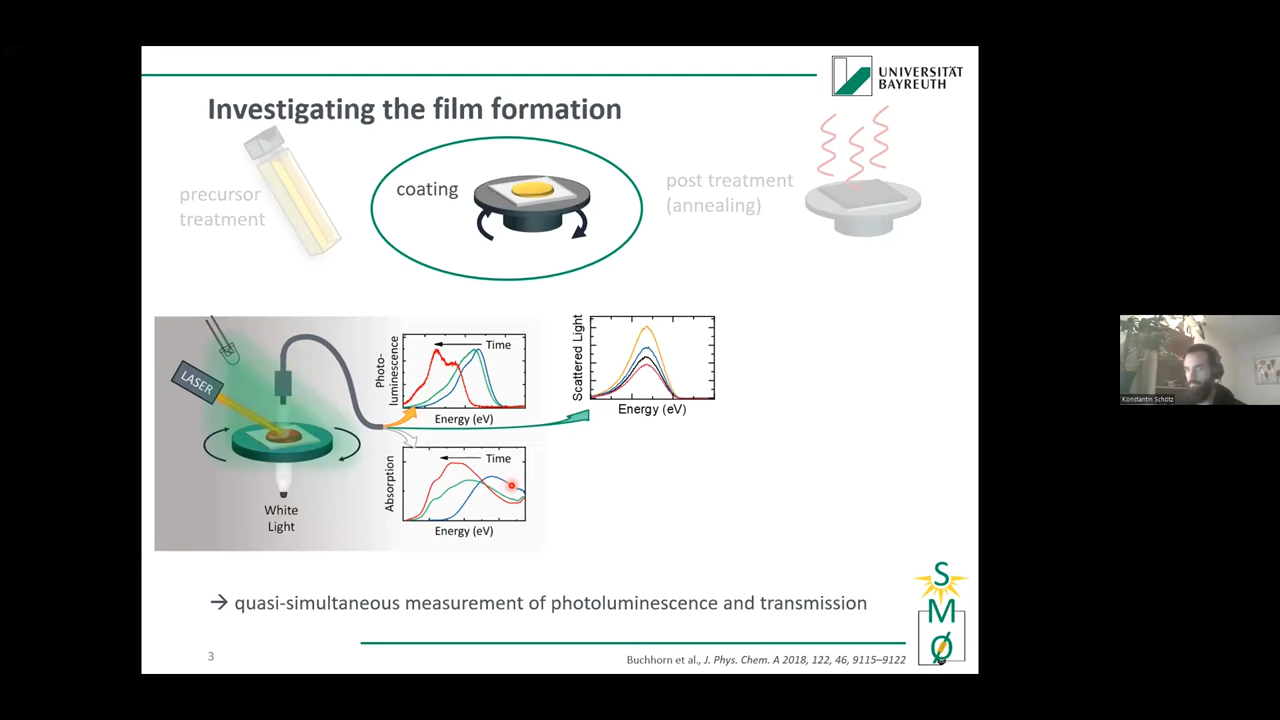 UNIVERSITÄT
BAYREUTH
Investigating the film formation
precursor
treatment
coating
post treatment
(annealing)
LASER
White
Light
Photo-
luminescence
Time
Energy (eV)
Absorption
Time
Energy (eV)
Scattered Light
Energy (eV)
→ quasi-simultaneous measurement of photoluminescence and transmission
3
Buchhorn et al., J. Phys. Chem. A 2018, 122, 46, 9115–9122
S
M
Ø
Konstantin Schötz